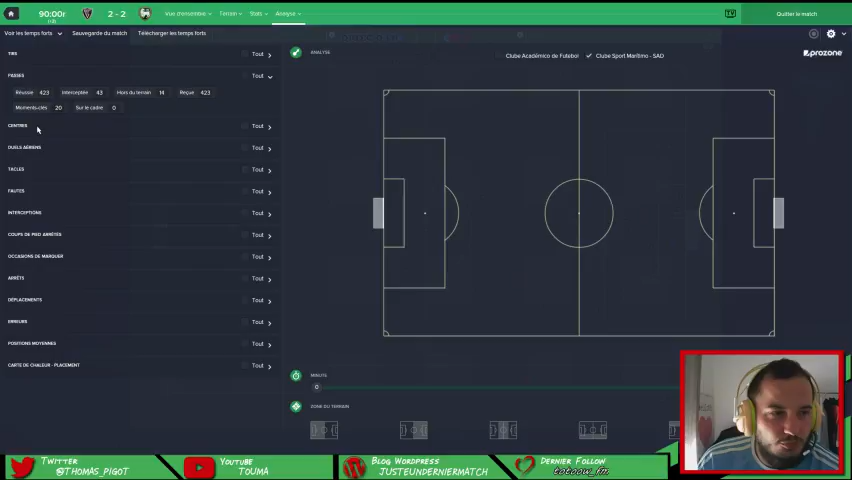 90:00r
(+3)
2 - 2
Vue d'ensemble
Terrain
Stats
Analyse
TV
Quitter le match
Voir les temps forts
Sauvegarde du match
Télécharger les temps forts
TIRS
Tout
PASSES
Tout
Réussie 423
Interceptée 43
Hors du terrain 14
Reçue 423
Moments-clés 20
Sur le cadre 0
CENTRES
Tout
DUELS AÉRIENS
Tout
TACLES
Tout
FAUTES
Tout
INTERCEPTIONS
Tout
COUPS DE PIED ARRÊTÉS
Tout
OCCASIONS DE MARQUER
Tout
ARRÊTS
Tout
DÉPLACEMENTS
Tout
ERREURS
Tout
POSITIONS MOYENNES
Tout
CARTE DE CHALEUR - PLACEMENT
Tout
ANALYSE
Clube Académico de Futebol
Clube Sport Marítimo - SAD
prozone
MINUTE
0
ZONE DU TERRAIN
TWITTER
@THOMAS_PIGOT
YOUTUBE
TOUMA
BLOG WORDPRESS
JUSTEUNDERNIERMATCH
DERNIER FOLLOW